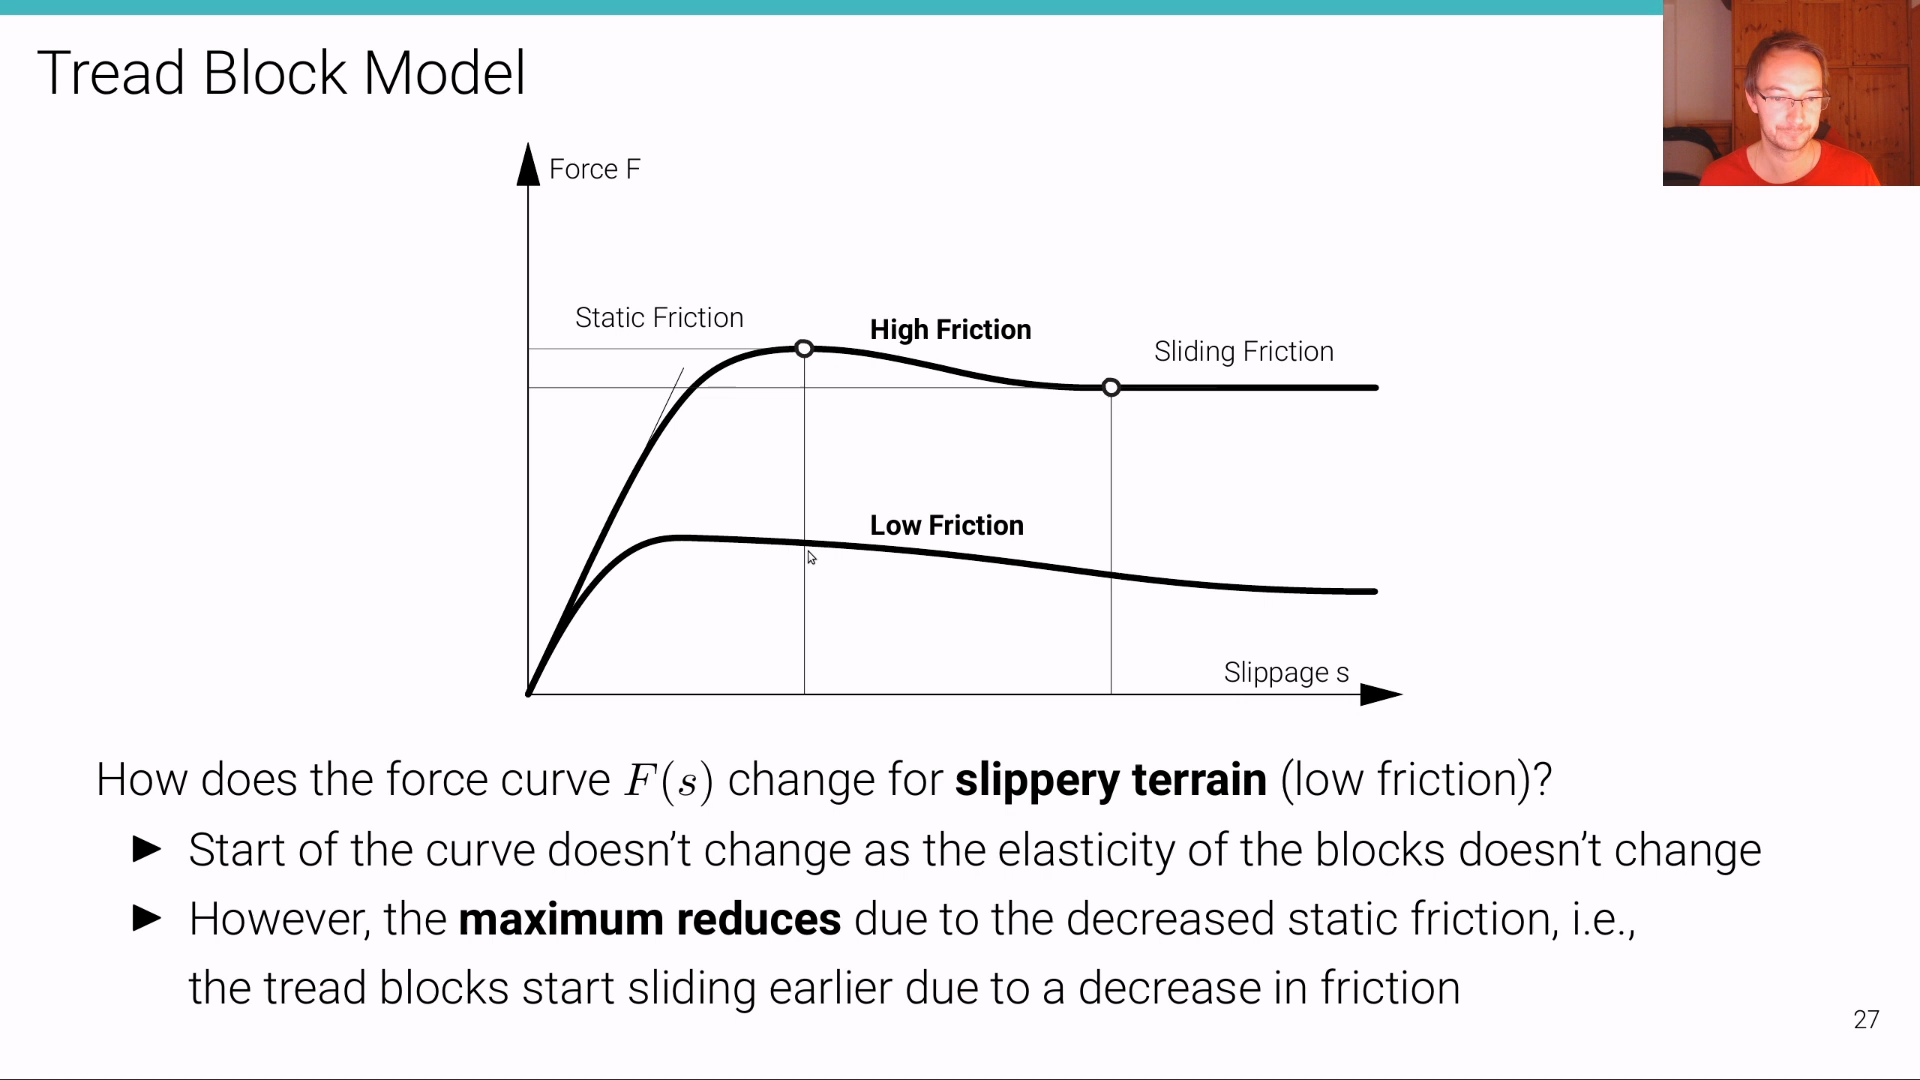 Tread Block Model
Force F
Static Friction
High Friction
Sliding Friction
Low Friction
Slippage s
How does the force curve F(s) change for slippery terrain (low friction)?
► Start of the curve doesn’t change as the elasticity of the blocks doesn’t change
► However, the maximum reduces due to the decreased static friction, i.e.,
the tread blocks start sliding earlier due to a decrease in friction
27